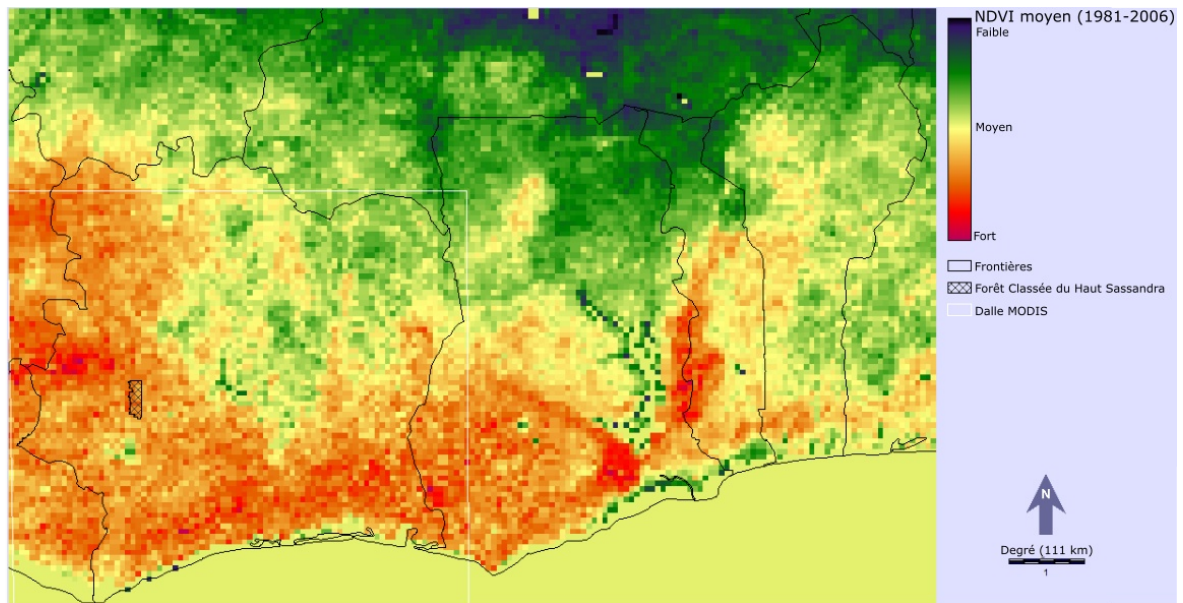 NDVI moyen (1981-2006)
Faible
Moyen
Fort
Frontières
Forêt Classée du Haut Sassandra
Dalle MODIS
N
Degré (111 km)
1